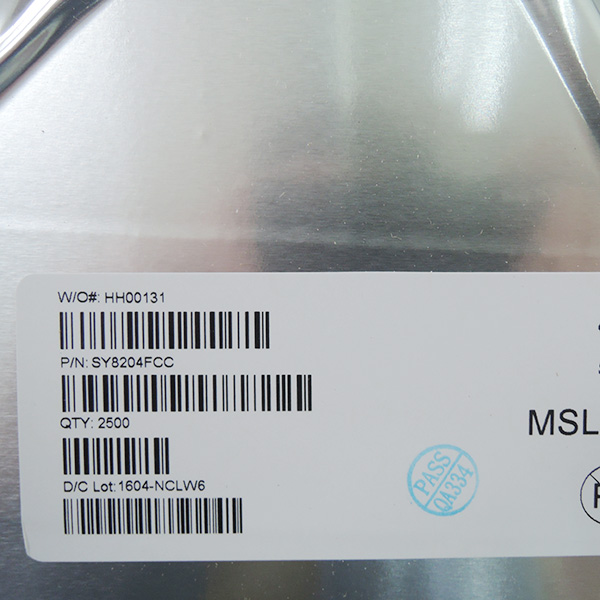 W/O#: HH00131
P/N: SY8204FCC
QTY: 2500
MSL
PASS
QA334
D/C Lot:1604-NCLW6